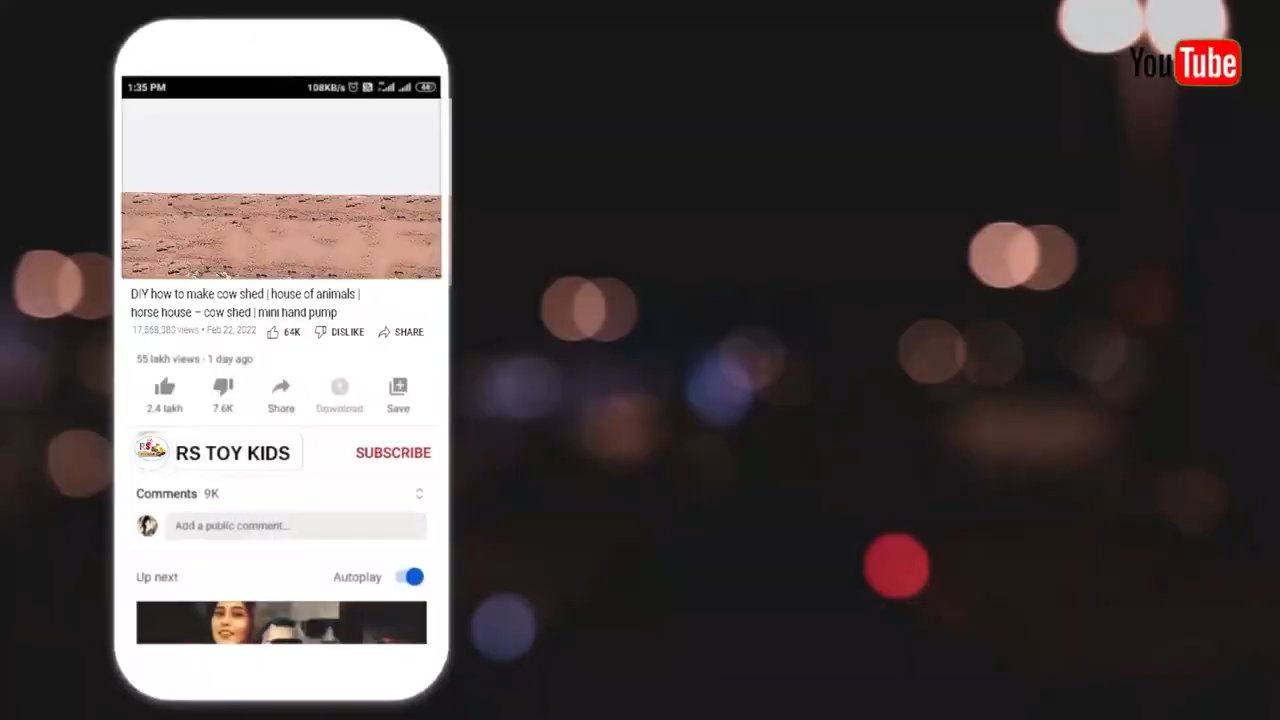 YouTube
1:35 PM 108KB/s 44
DIY how to make cow shed | house of animals |
horse house – cow shed | mini hand pump
17,568,383 views • Feb 22, 2022 64K DISLIKE SHARE
55 lakh views · 1 day ago
2.4 lakh 7.6K Share Download Save
RS TOY KIDS SUBSCRIBE
Comments 9K
Add a public comment...
Up next Autoplay